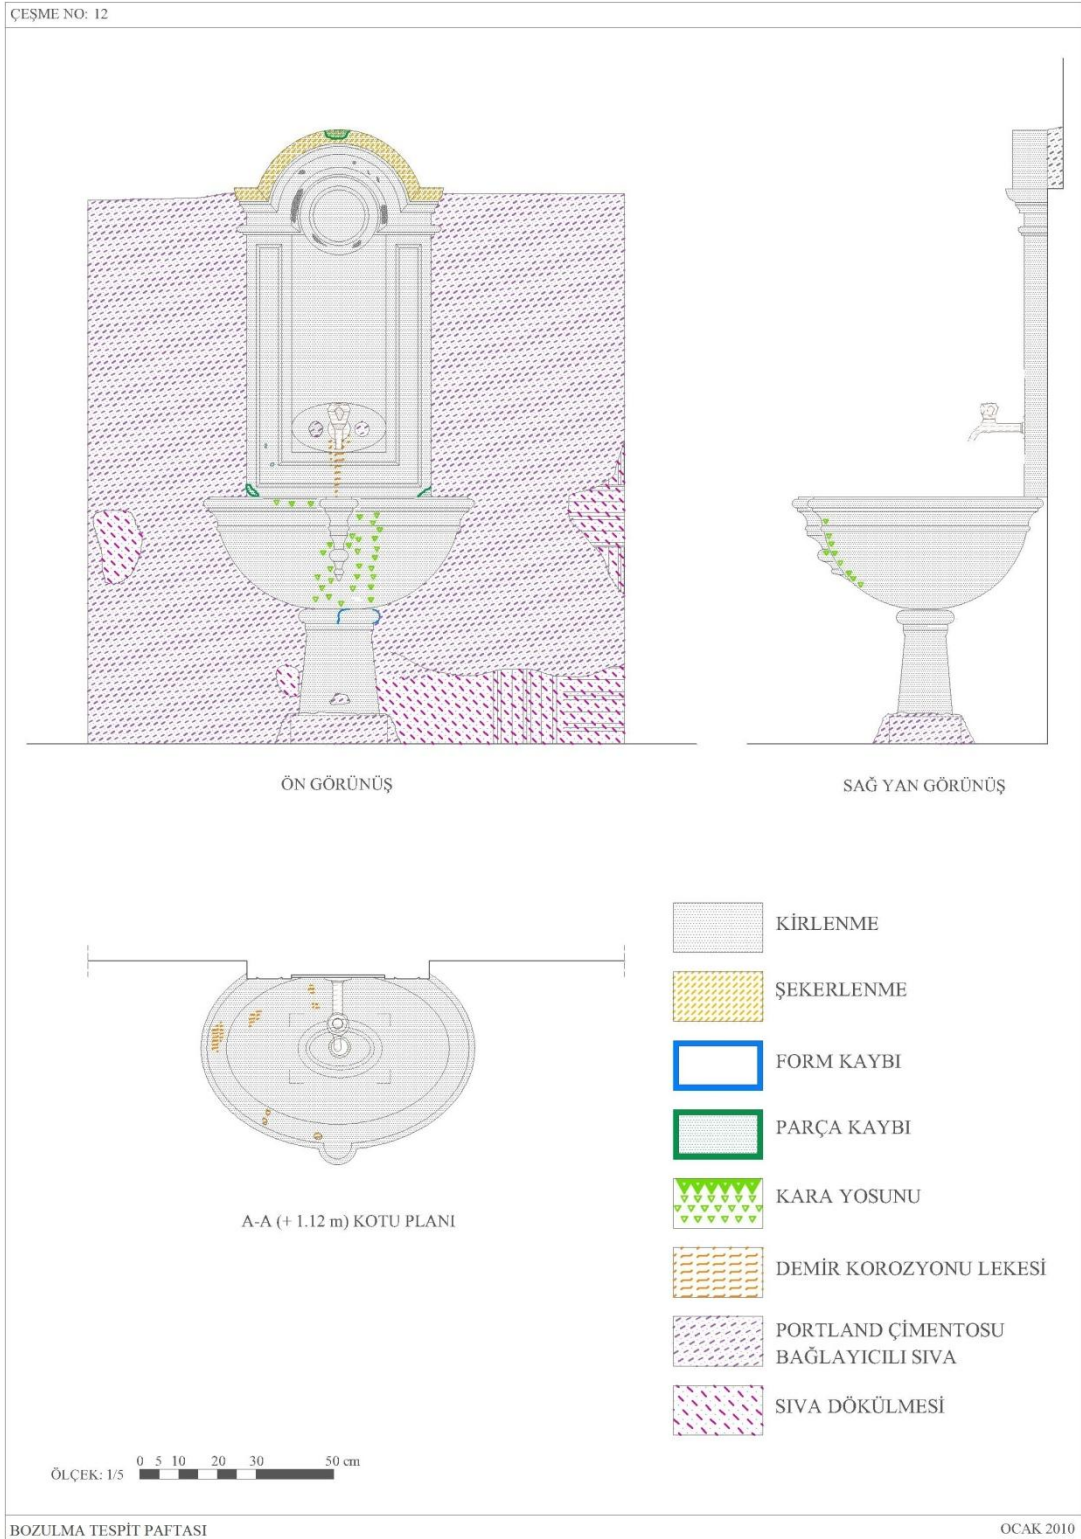 ÇEŞME NO: 12
ÖN GÖRÜNÜŞ
SAĞ YAN GÖRÜNÜŞ
KİRLENME
ŞEKERLENME
FORM KAYBI
PARÇA KAYBI
KARA YOSUNU
DEMİR KOROZYONU LEKESİ
PORTLAND ÇİMENTOSU
BAĞLAYICILI SIVA
SIVA DÖKÜLMESİ
A-A (+ 1.12 m) KOTU PLANI
0 5 10 20 30 50 cm
ÖLÇEK: 1/5
BOZULMA TESPİT PAFTASI
OCAK 2010